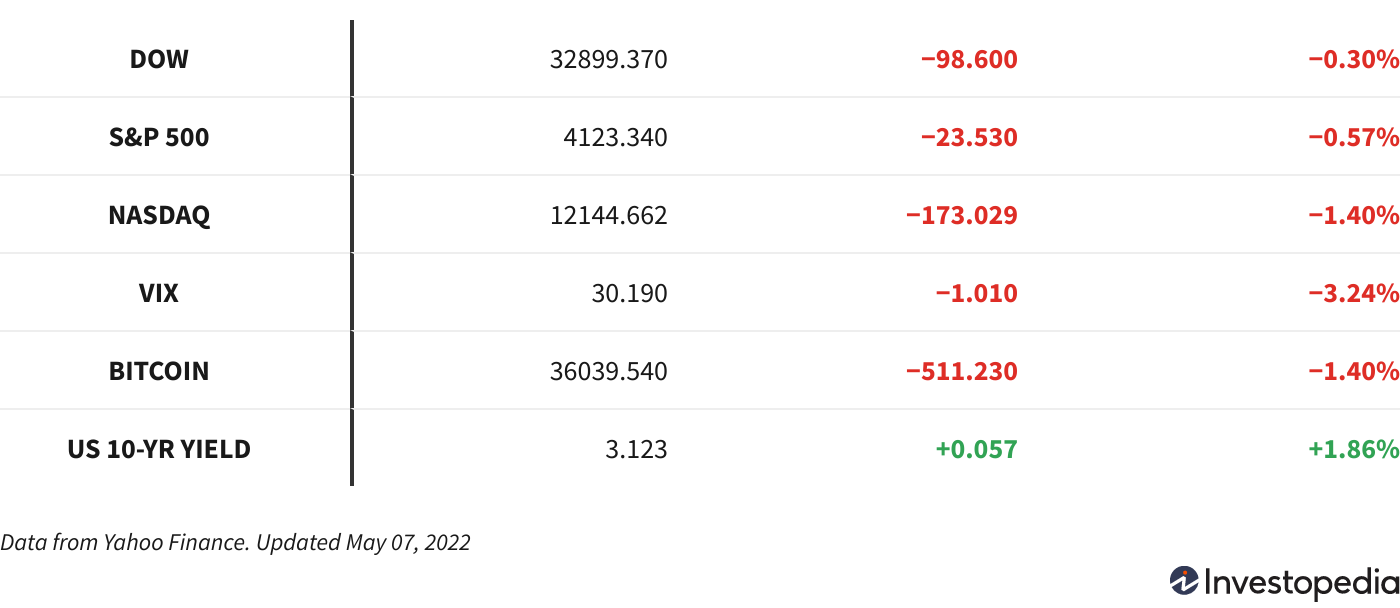 DOW 32899.370 −98.600 −0.30%
S&P 500 4123.340 −23.530 −0.57%
NASDAQ 12144.662 −173.029 −1.40%
VIX 30.190 −1.010 −3.24%
BITCOIN 36039.540 −511.230 −1.40%
US 10-YR YIELD 3.123 +0.057 +1.86%
Data from Yahoo Finance. Updated May 07, 2022
Investopedia